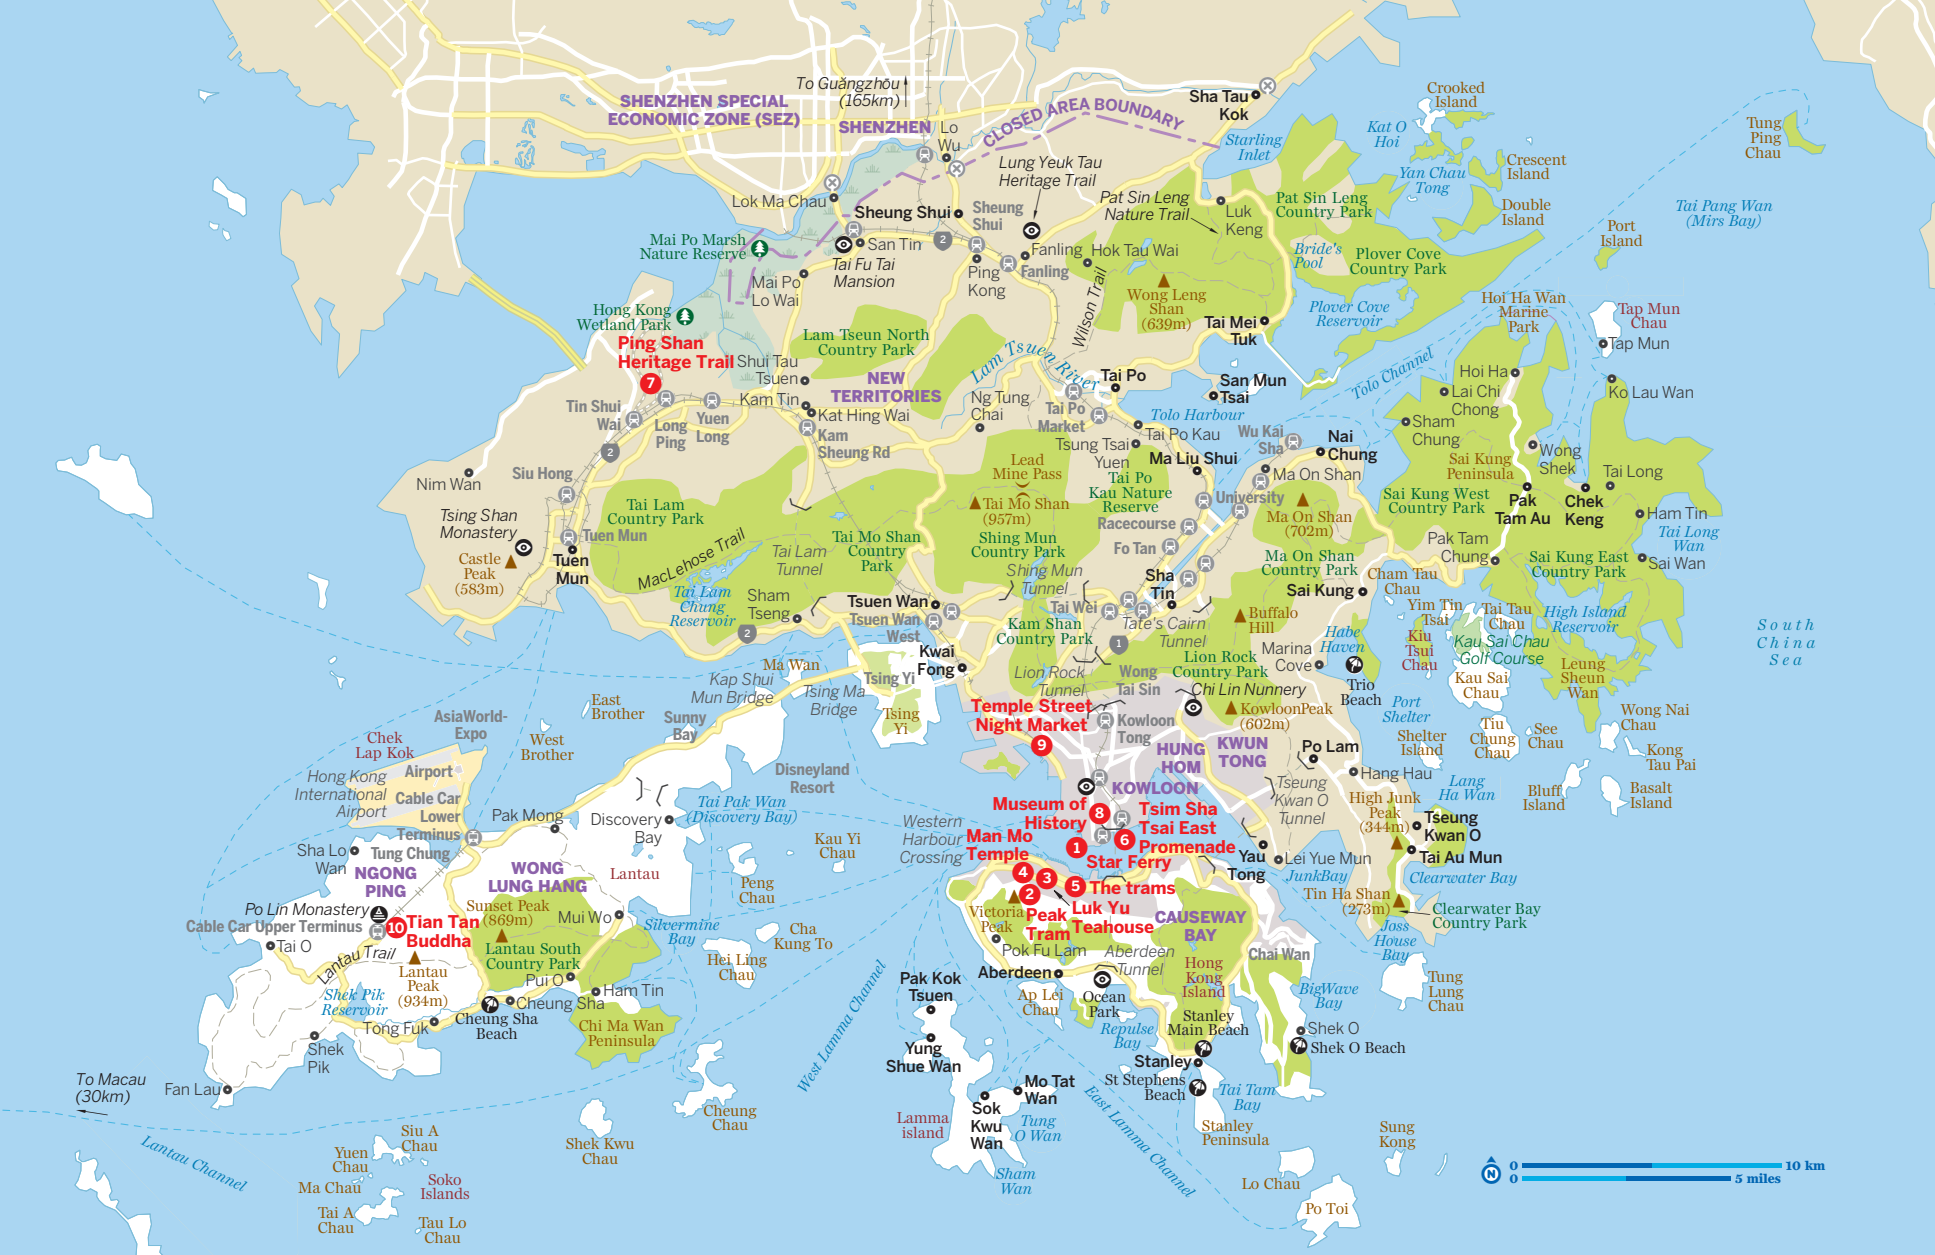 To Guăngzhōu
(165km)
SHENZHEN SPECIAL
ECONOMIC ZONE (SEZ)
SHENZHEN
Lo
Wu
CLOSED AREA BOUNDARY
Sha Tau
Kok
Starling
Inlet
Crooked
Island
Kat O
Hoi
Crescent
Island
Yan Chau
Tong
Double
Island
Tung
Ping
Chau
Tai Pang Wan
(Mirs Bay)
Port
Island
Lung Yeuk Tau
Heritage Trail
Pat Sin Leng
Nature Trail
Pat Sin Leng
Country Park
Luk
Keng
Bride's
Pool
Plover Cove
Country Park
Plover Cove
Reservoir
Lok Ma Chau
Sheung Shui
Sheung
Shui
2
San Tin
Tai Fu Tai
Mansion
Mai Po Marsh
Nature Reserve
Mai Po
Lo Wai
Ping
Kong
Fanling
Fanling
Hok Tau Wai
Wilson Trail
Wong Leng
Shan
(639m)
Tai Mei
Tuk
Hoi Ha Wan
Marine
Park
Tap Mun
Chau
Tap Mun
Hong Kong
Wetland Park
Ping Shan
Heritage Trail
7
Shui Tau
Tsuen
Lam Tseun North
Country Park
NEW
TERRITORIES
Lam Tsuen River
Tai Po
Tai Po
Market
San Mun
Tsai
Tolo Channel
Tolo Harbour
Hoi Ha
Lai Chi
Chong
Ko Lau Wan
Kam Tin
Kat Hing Wai
Ng Tung
Chai
Tin Shui
Wai
Long
Ping
Yuen
Long
Kam
Sheung Rd
Tai Po Kau
Tsung Tsai
Yuen
Wu Kai
Sha
Nai
Chung
Sham
Chung
Wong
Shek
Sai Kung
Peninsula
Tai Long
2
Siu Hong
Nim Wan
Lead
Mine Pass
Tai Mo Shan
(957m)
Tai Po
Kau Nature
Reserve
Ma Liu Shui
Ma On Shan
University
Ma On Shan
(702m)
Sai Kung West
Country Park
Pak
Tam Au
Chek
Keng
Ham Tin
Tai Long
Wan
Tsing Shan
Monastery
Tuen Mun
Castle
Peak
(583m)
Tuen
Mun
Tai Lam
Country Park
MacLehose Trail
Tai Lam
Tunnel
Tai Mo Shan
Country
Park
Shing Mun
Country Park
Shing Mun
Tunnel
Racecourse
Fo Tan
Ma On Shan
Country Park
Pak Tam
Chung
Sai Kung East
Country Park
Sai Wan
Tai Lam
Chung
Reservoir
Sham
Tseng
2
Tsuen Wan
Tsuen Wan
West
Kwai
Fong
Tai Wai
Sha
Tin
Kam Shan
Country Park
Tate's Cairn
Tunnel
1
Buffalo
Hill
Sai Kung
Cham Tau
Chau
Yim Tin
Tsai
Tai Tau
Chau
Kiu
Tsui
Chau
Kau Sai Chau
Golf Course
High Island
Reservoir
South
China
Sea
Habe
Haven
Marina
Cove
Trio
Beach
Kau Sai
Chau
Leung
Sheun
Wan
Ma Wan
Kap Shui
Mun Bridge
Tsing Ma
Bridge
Tsing Yi
Tsing
Yi
Lion Rock
Tunnel
Wong
Tai Sin
Lion Rock
Country Park
Chi Lin Nunnery
KowloonPeak
(602m)
Port
Shelter
Shelter
Island
Tiu
Chung
Chau
See
Chau
Wong Nai
Chau
Kong
Tau Pai
Basalt
Island
Bluff
Island
East
Brother
West
Brother
Sunny
Bay
AsiaWorld-
Expo
Chek
Lap Kok
Airport
Hong Kong
International
Airport
Cable Car
Lower
Terminus
Temple Street
Night Market
9
Kowloon
Tong
HUNG
HOM
KWUN
TONG
Po Lam
Hang Hau
Tseung
Kwan O
Tunnel
Lang
Ha Wan
High Junk
Peak
(344m)
Tseung
Kwan O
Disneyland
Resort
KOWLOON
Museum of
History
8
Tsim Sha
Tsai East
Promenade
6
Pak Mong
Discovery
Bay
Tai Pak Wan
(Discovery Bay)
Kau Yi
Chau
Western
Harbour
Crossing
Man Mo
Temple
1
Star Ferry
Yau
Tong
Lei Yue Mun
JunkBay
Tai Au Mun
Clearwater Bay
Tin Ha Shan
(273m)
Clearwater Bay
Country Park
Joss
House
Bay
Sha Lo
Wan
Tung Chung
NGONG
PING
WONG
LUNG HANG
Lantau
Peng
Chau
4
3
5
The trams
2
Victoria
Peak
Peak
Tram
Luk Yu
Teahouse
CAUSEWAY
BAY
Po Lin Monastery
Cable Car Upper Terminus
10
Tian Tan
Buddha
Sunset Peak
(869m)
Mui Wo
Silvermine
Bay
Cha
Kung To
Hei Ling
Chau
Pok Fu Lam
Aberdeen
Tunnel
Chai Wan
Tai O
Lantau Trail
Lantau
Peak
(934m)
Lantau South
Country Park
Pui O
Ham Tin
Cheung Sha
Cheung Sha
Beach
Chi Ma Wan
Peninsula
Shek Pik
Reservoir
Tong Fuk
Shek
Pik
Fan Lau
Aberdeen
Ap Lei
Chau
Ocean
Park
Hong
Kong
Island
Repulse
Bay
Stanley
Main Beach
BigWave
Bay
Shek O
Shek O Beach
Tung
Lung
Chau
Stanley
St Stephens
Beach
Tai Tam
Bay
Stanley
Peninsula
Pak Kok
Tsuen
Yung
Shue Wan
West Lamma Channel
Mo Tat
Wan
Sok
Kwu
Wan
Tung
O Wan
Lamma
island
Sham
Wan
East Lamma Channel
To Macau
(30km)
Lantau Channel
Cheung
Chau
Shek Kwu
Chau
Siu A
Chau
Yuen
Chau
Ma Chau
Soko
Islands
Tai A
Chau
Tau Lo
Chau
Sung
Kong
Lo Chau
Po Toi
N
0
10 km
0
5 miles